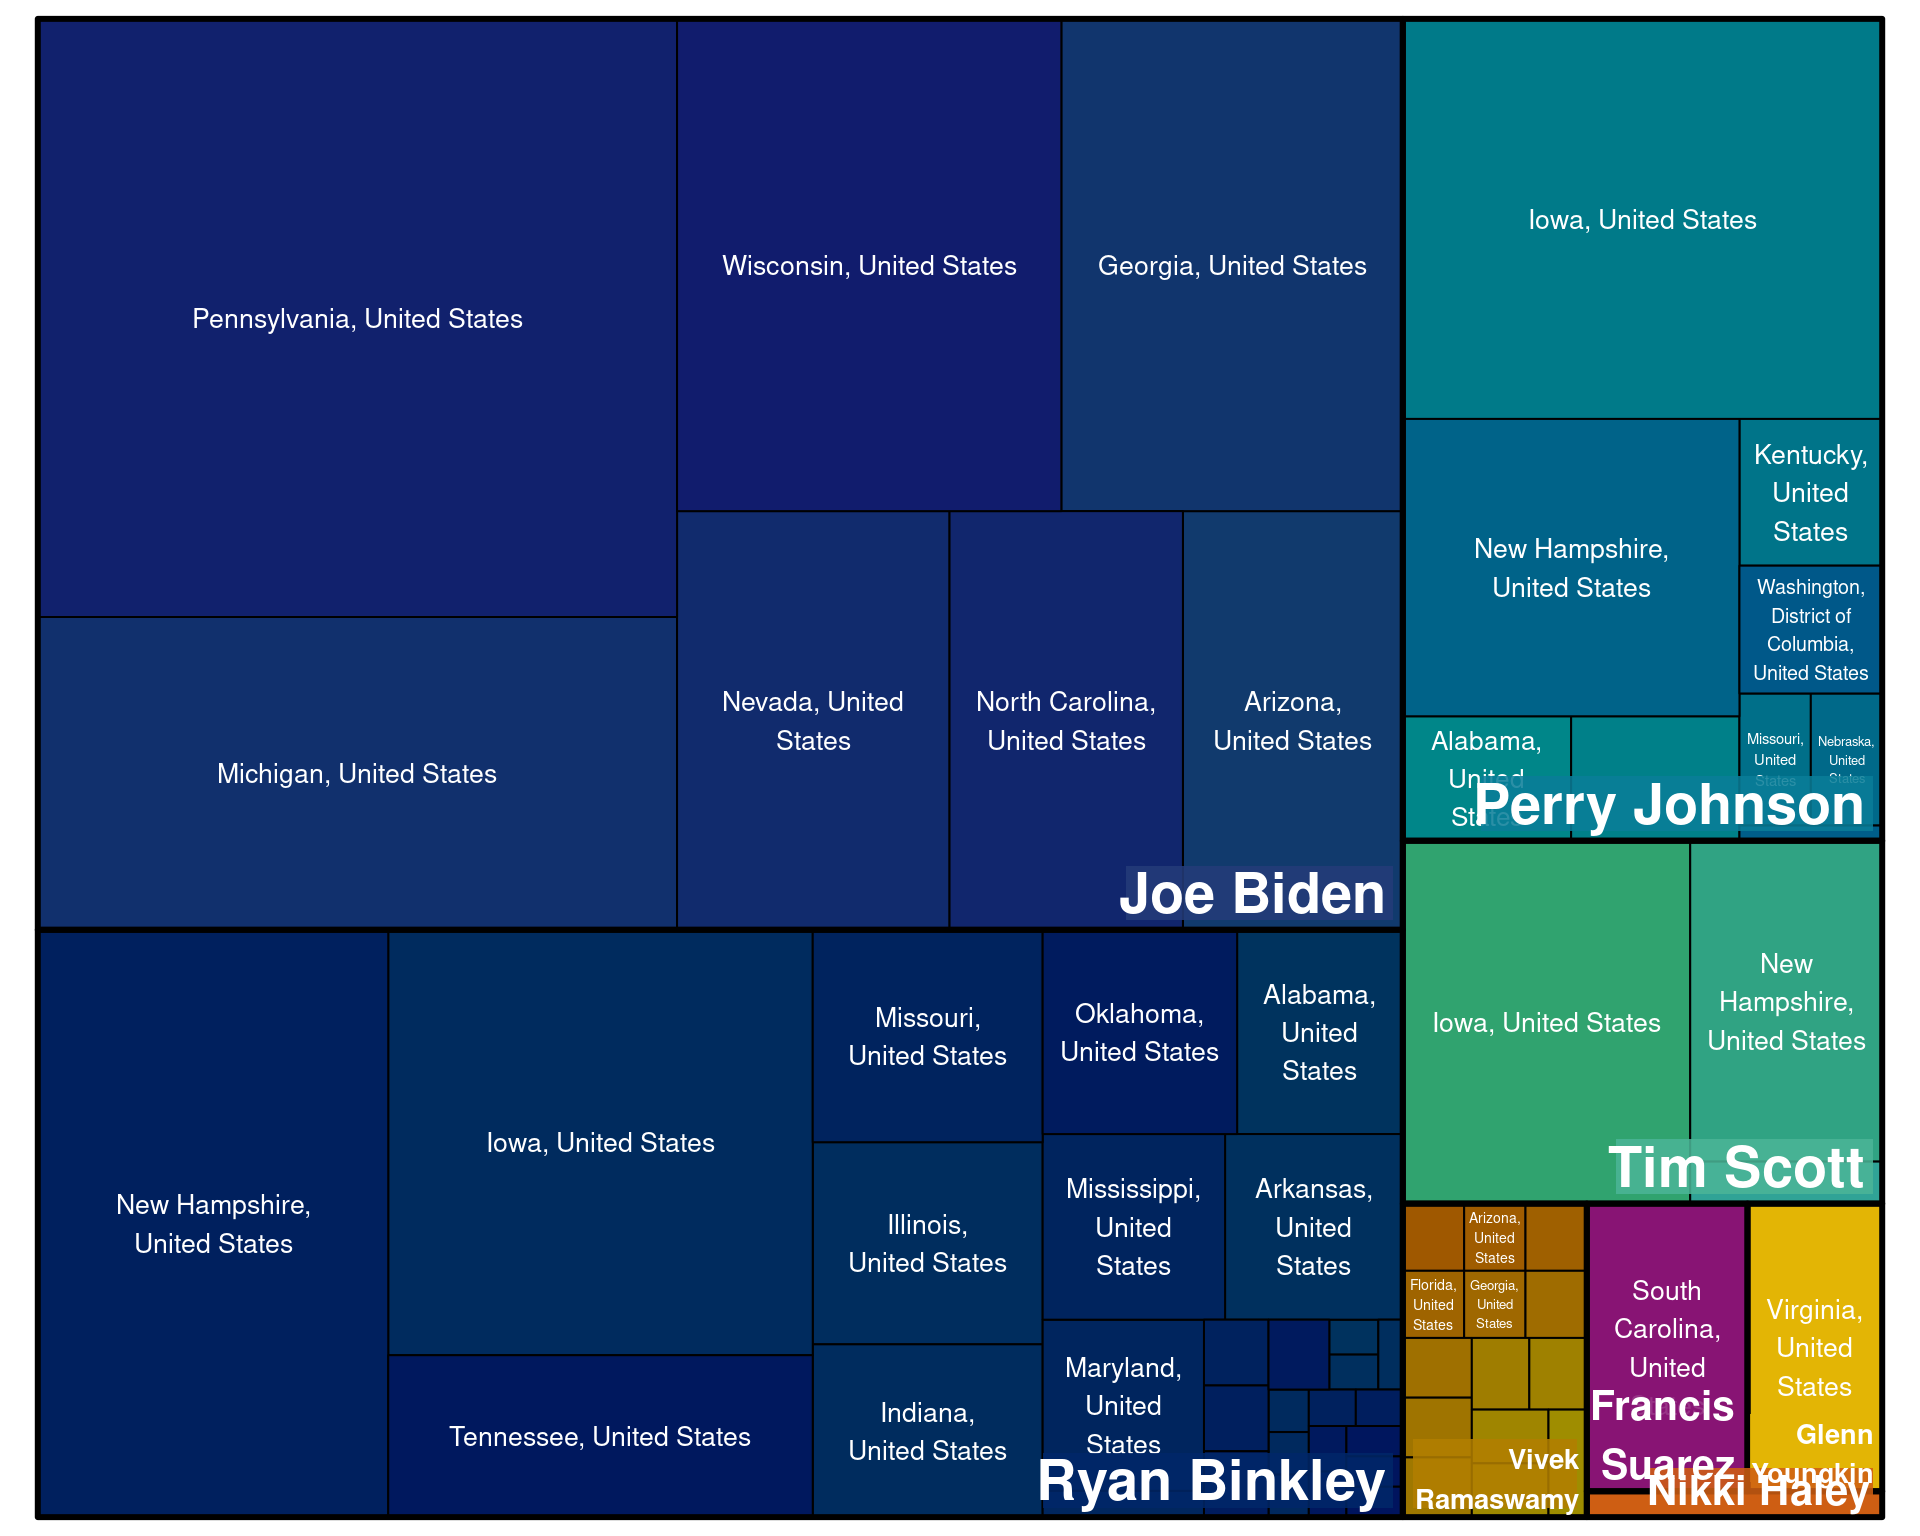 Pennsylvania, United States
Wisconsin, United States
Georgia, United States
Michigan, United States
Nevada, United
States
North Carolina,
United States
Arizona,
United States
Joe Biden
Iowa, United States
New Hampshire,
United States
Kentucky,
United
States
Washington,
District of
Columbia,
United States
Alabama,
United
States
Missouri,
United
States
Nebraska,
United
States
Perry Johnson
New Hampshire,
United States
Iowa, United States
Tennessee, United States
Missouri,
United States
Illinois,
United States
Indiana,
United States
Oklahoma,
United States
Alabama,
United
States
Mississippi,
United
States
Arkansas,
United
States
Maryland,
United
States
Ryan Binkley
Iowa, United States
New
Hampshire,
United States
Tim Scott
Arizona,
United
States
Florida,
United
States
Georgia,
United
States
Vivek
Ramaswamy
South
Carolina,
United
Francis
Suarez
Virginia,
United
States
Glenn
Youngkin
Nikki Haley